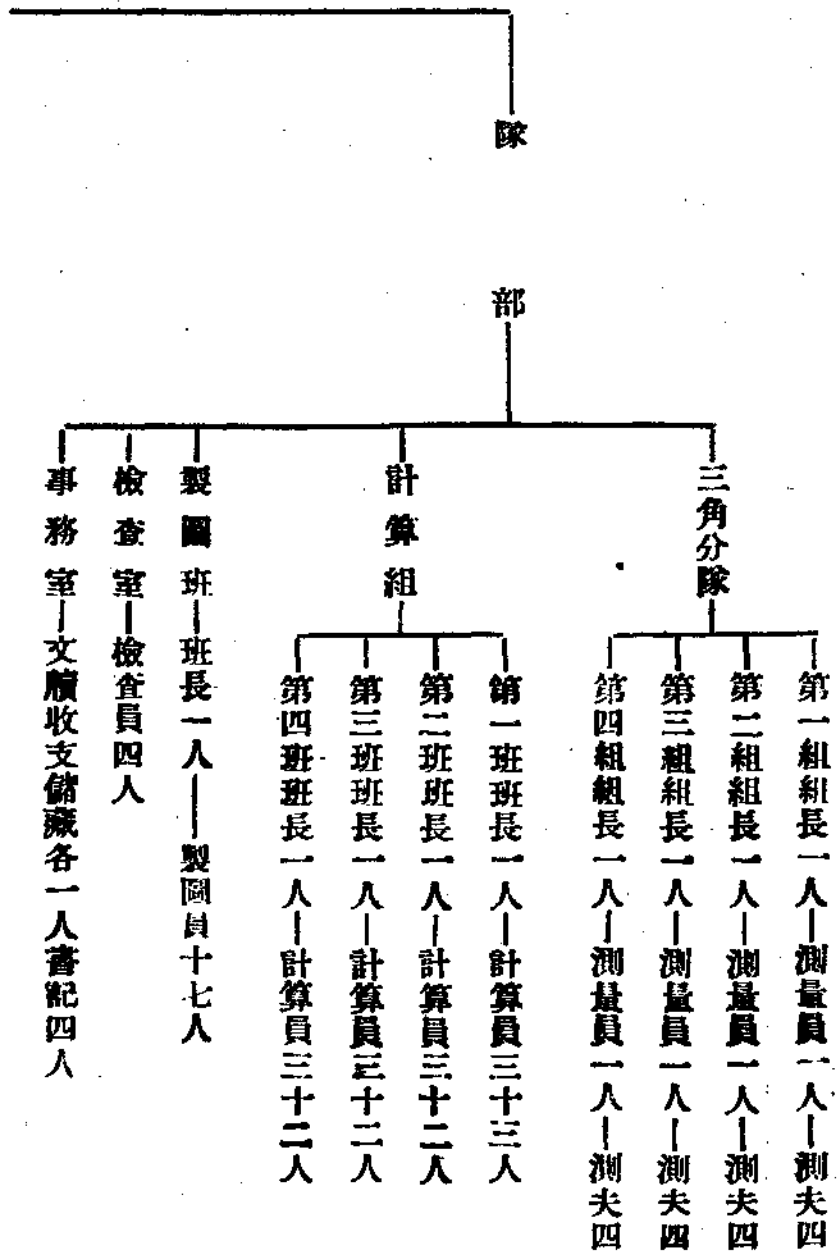 隊部
三角分隊
第一組組長一人 測量員一人 測夫四
第二組組長一人 測量員一人 測夫四
第三組組長一人 測量員一人 測夫四
第四組組長一人 測量員一人 測夫四
計算組
第一班班長一人 計算員三十三人
第二班班長一人 計算員三十二人
第三班班長一人 計算員三十二人
第四班班長一人 計算員三十二人
製圖班 班長一人 製圖員十七人
檢查室 檢查員四人
事務室 文牘收支儲藏各一人書記四人